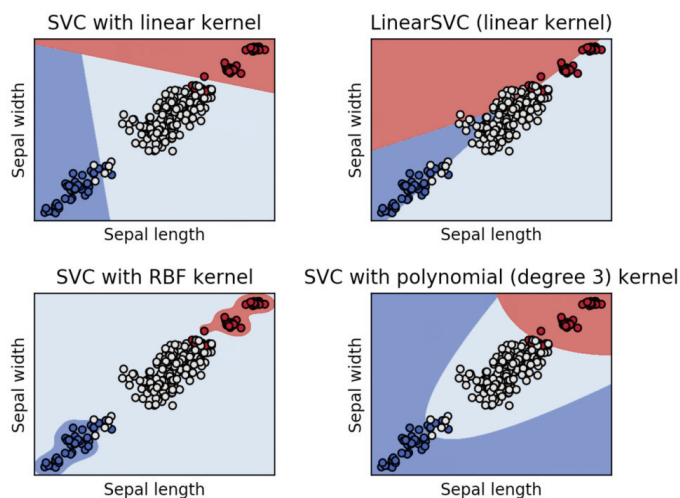 SVC with linear kernel
LinearSVC (linear kernel)
Sepal width
Sepal width
Sepal length
Sepal length
SVC with RBF kernel
SVC with polynomial (degree 3) kernel
Sepal width
Sepal width
Sepal length
Sepal length